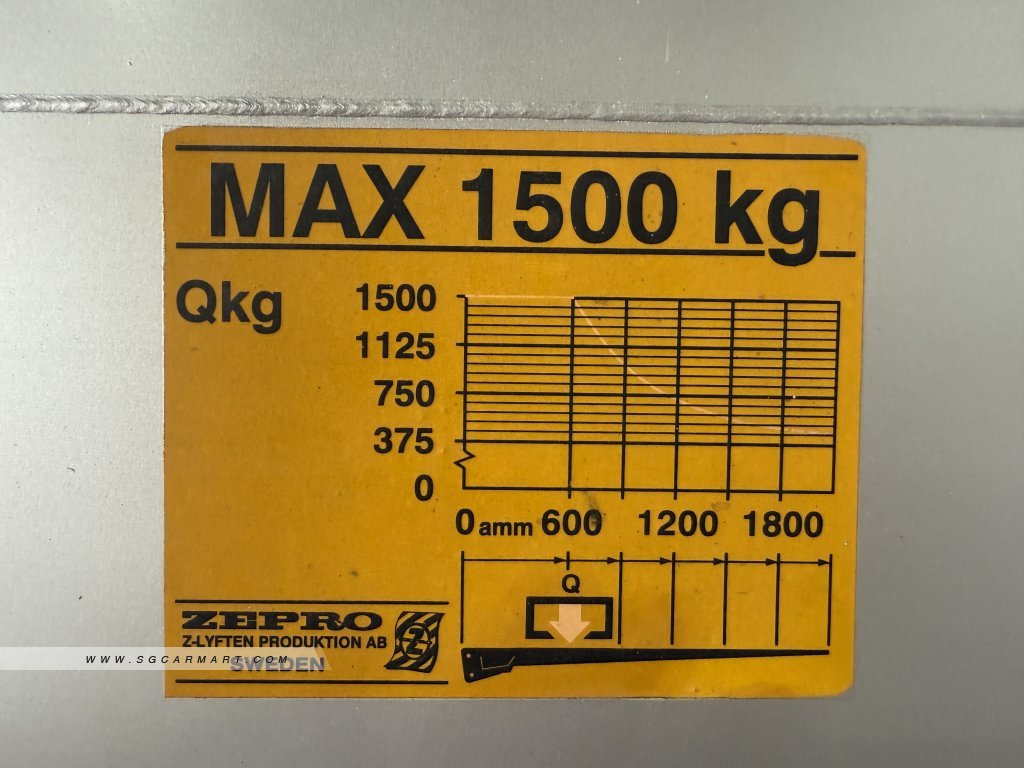 MAX 1500 kg
Qkg
1500
1125
750
375
0
0 amm 600 1200 1800
Q
ZEPRO
Z-LYFTEN PRODUKTION AB
Z
SWEDEN
WWW.SGCARMART.COM